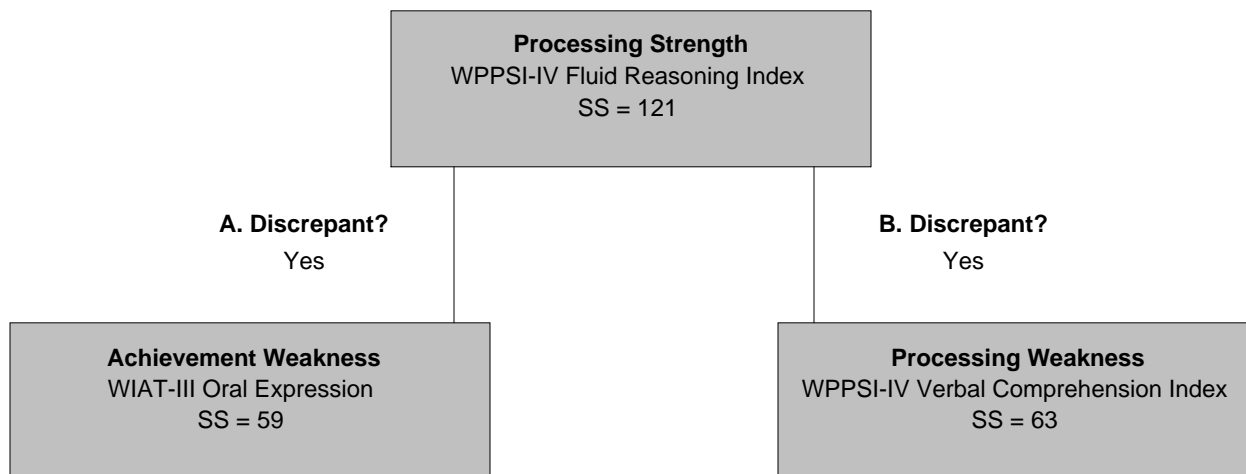 Processing Strength
WPPSI-IV Fluid Reasoning Index
SS = 121
A. Discrepant?
Yes
B. Discrepant?
Yes
Achievement Weakness
WIAT-III Oral Expression
SS = 59
Processing Weakness
WPPSI-IV Verbal Comprehension Index
SS = 63